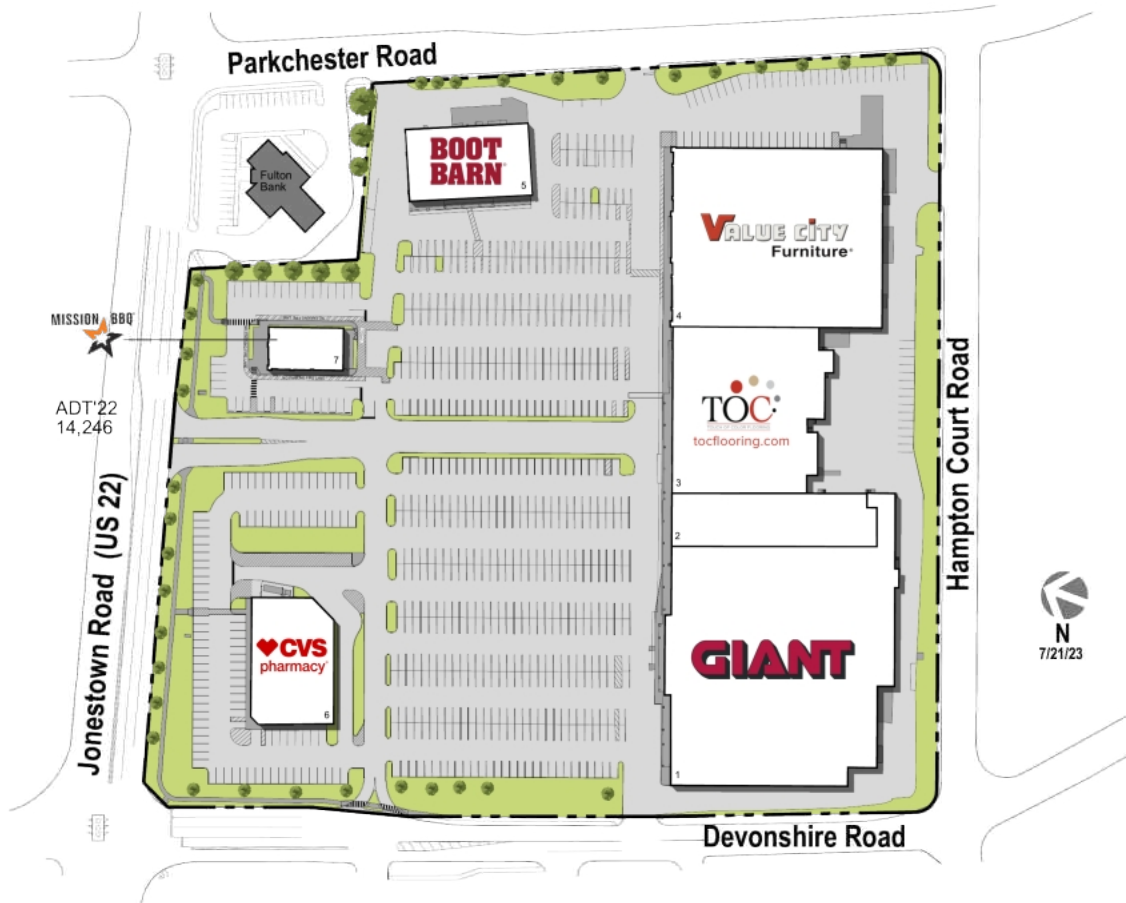 Parkchester Road
Fulton
Bank
BOOT
BARN
5
VALUE CITY
Furniture
4
MISSION BBQ
7
ADT'22
14,246
TOC
tocflooring.com
3
2
Jonestown Road (US 22)
Hampton Court Road
CVS
pharmacy
6
GIANT
1
N
7/21/23
Devonshire Road